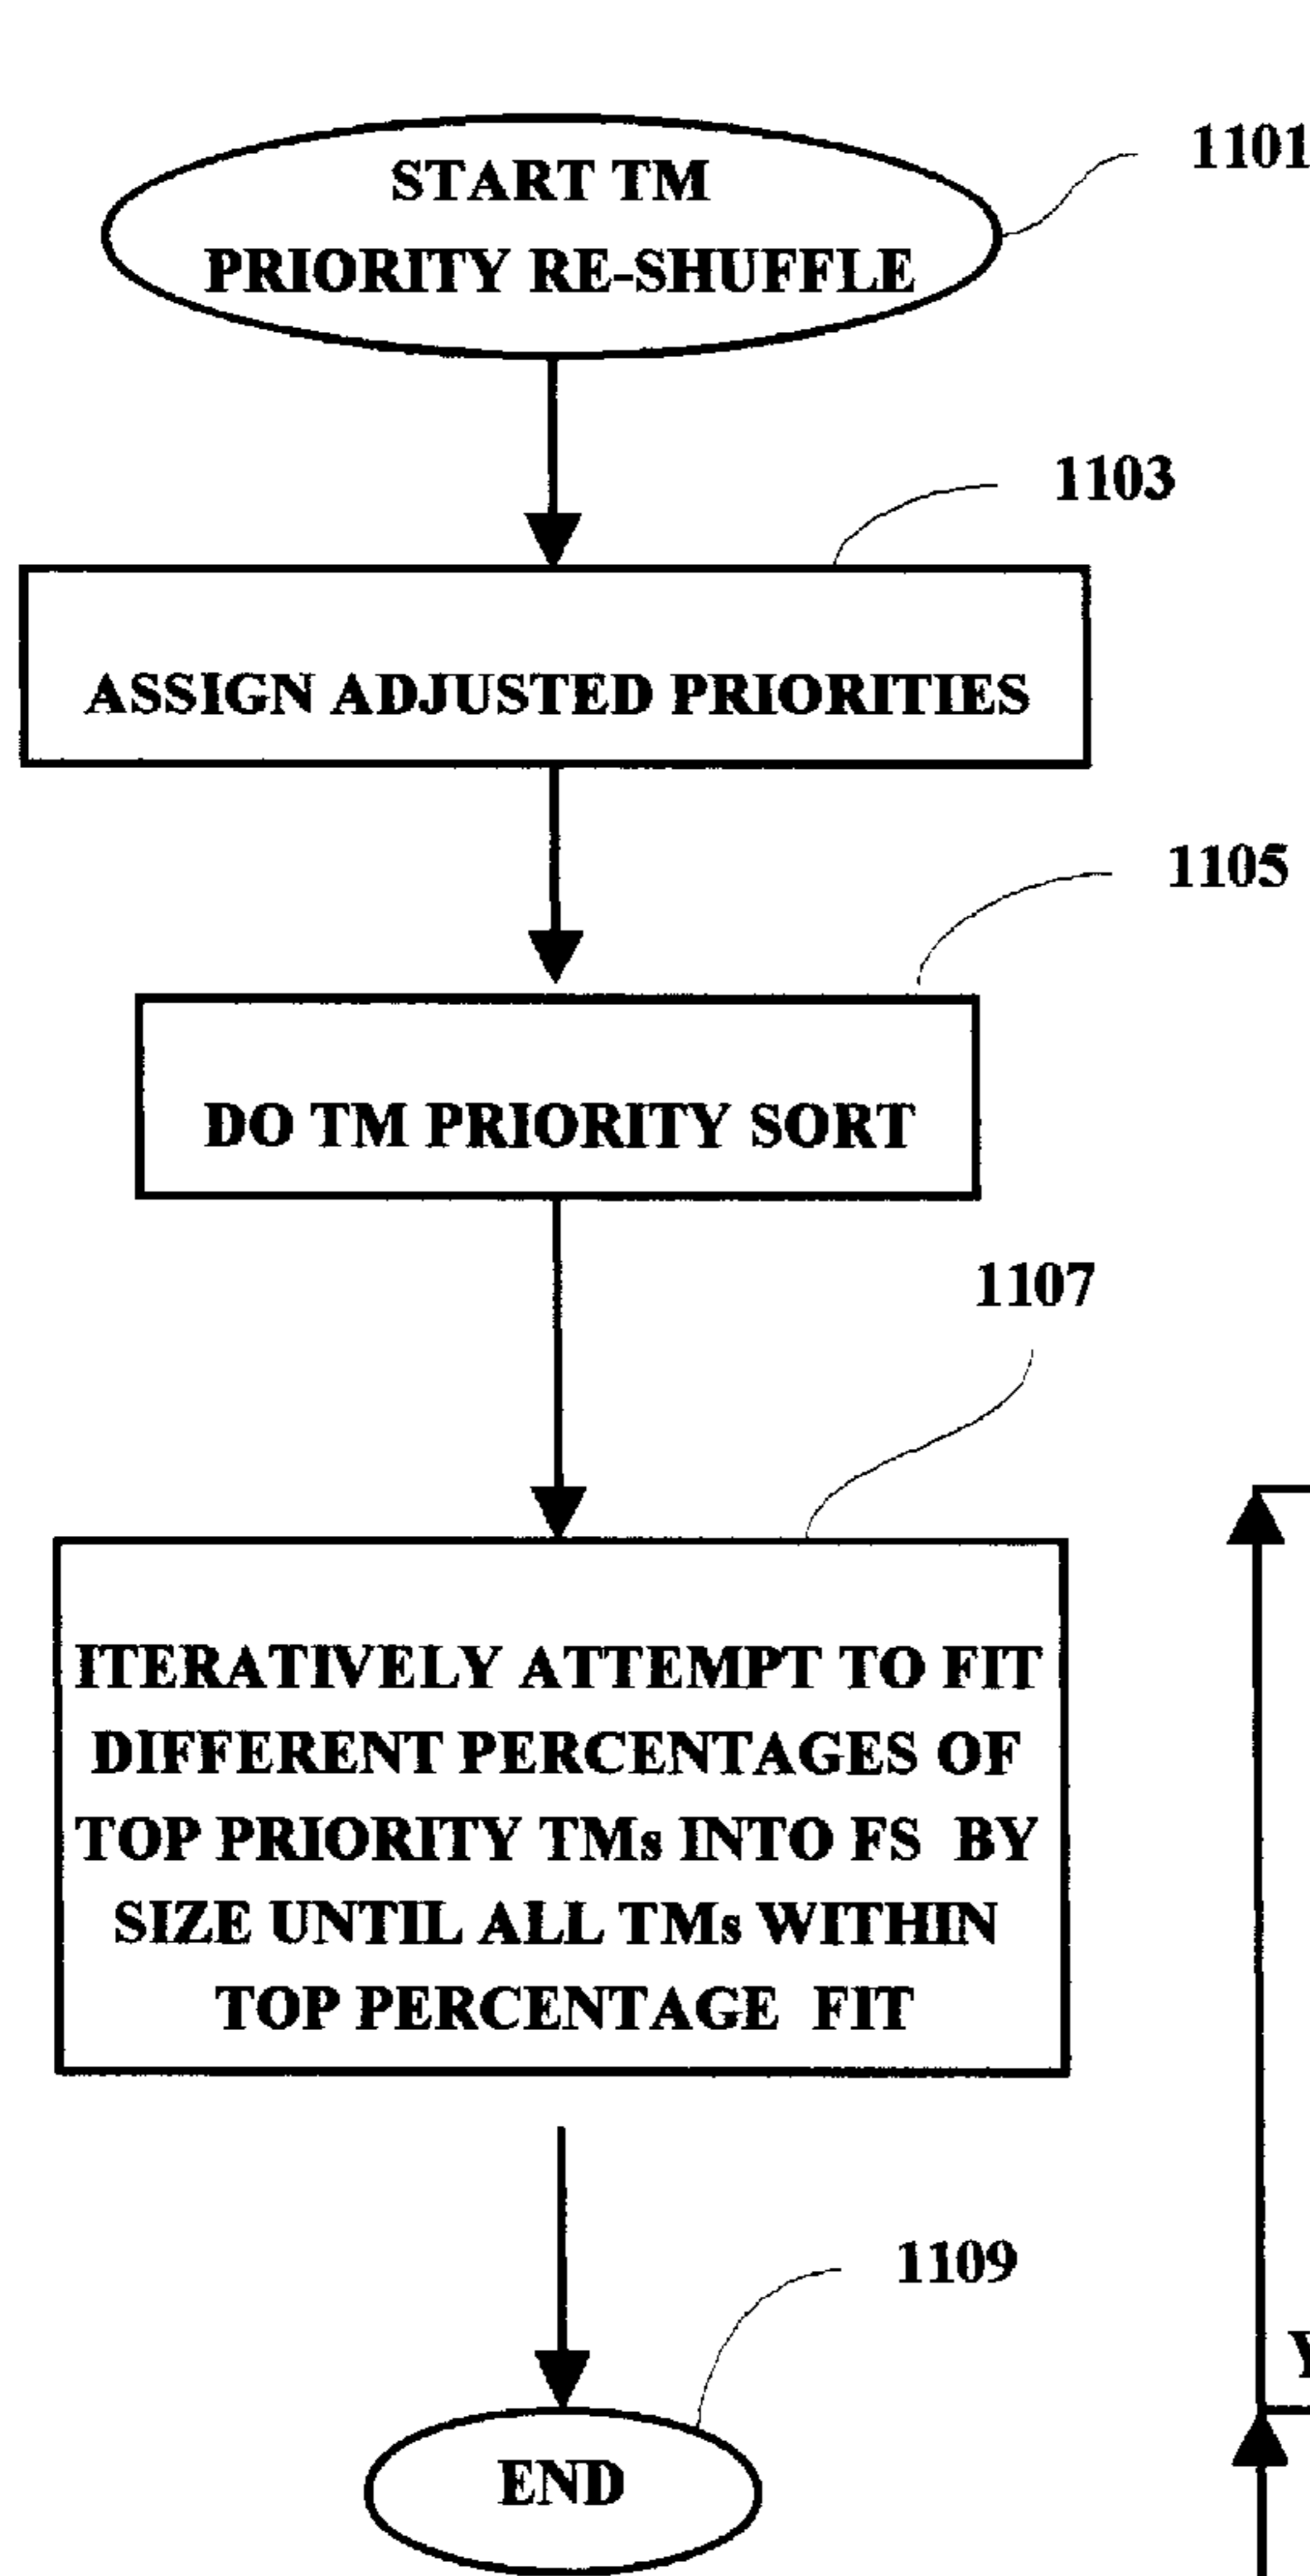 START TM
PRIORITY RE-SHUFFLE
1101
1103
ASSIGN ADJUSTED PRIORITIES
1105
DO TM PRIORITY SORT
1107
ITERATIVELY ATTEMPT TO FIT
DIFFERENT PERCENTAGES OF
TOP PRIORITY TMs INTO FS BY
SIZE UNTIL ALL TMs WITHIN
TOP PERCENTAGE FIT
1109
END